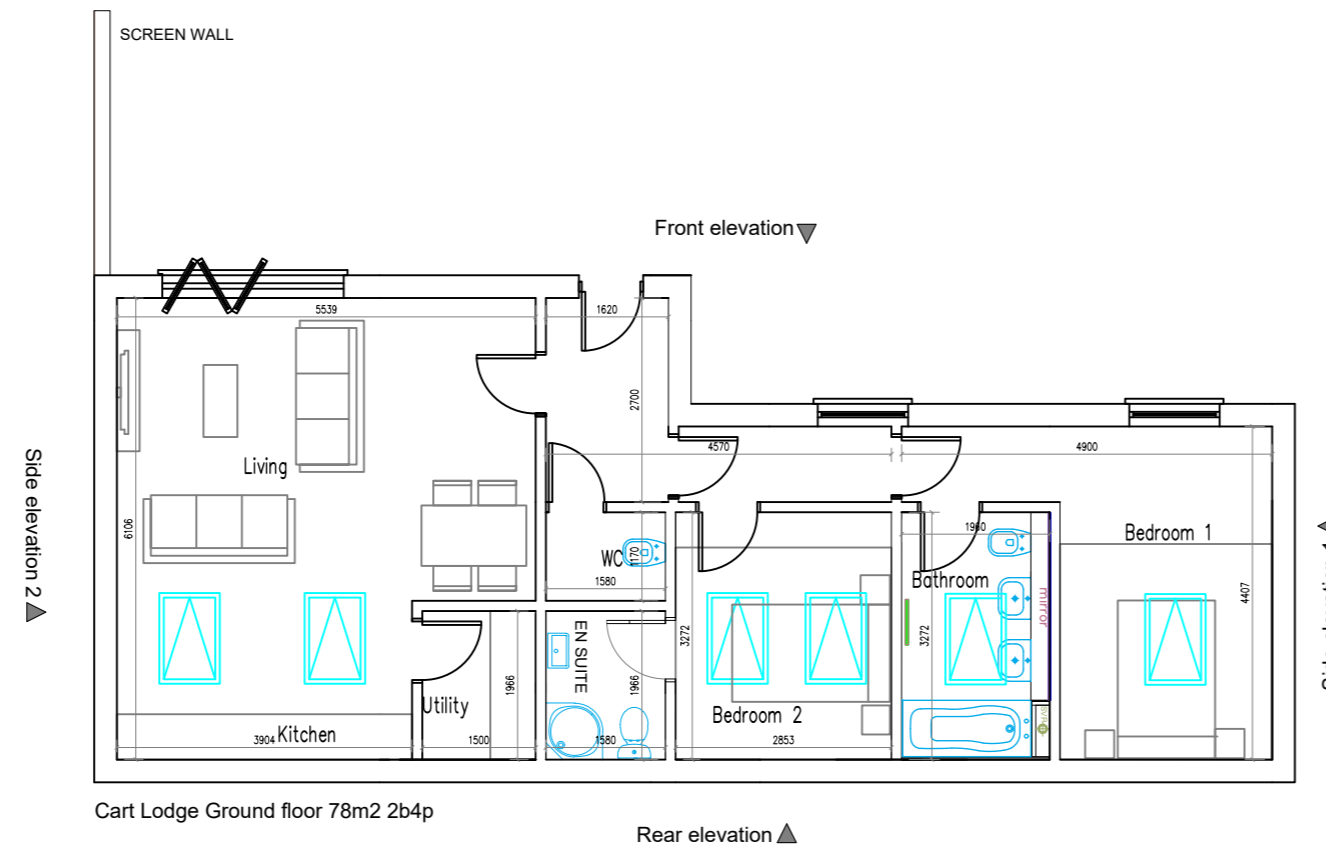 SCREEN WALL
Front elevation
5539
1620
2700
4570
4900
Living
6106
Side elevation 2
WC
1170
1580
1960
Bathroom
mirror
Bedroom 1
4407
EN SUITE
3272
3272
1966
1966
Utility
Bedroom 2
Kitchen
3904
1500
1580
2853
Cart Lodge Ground floor 78m2 2b4p
Rear elevation